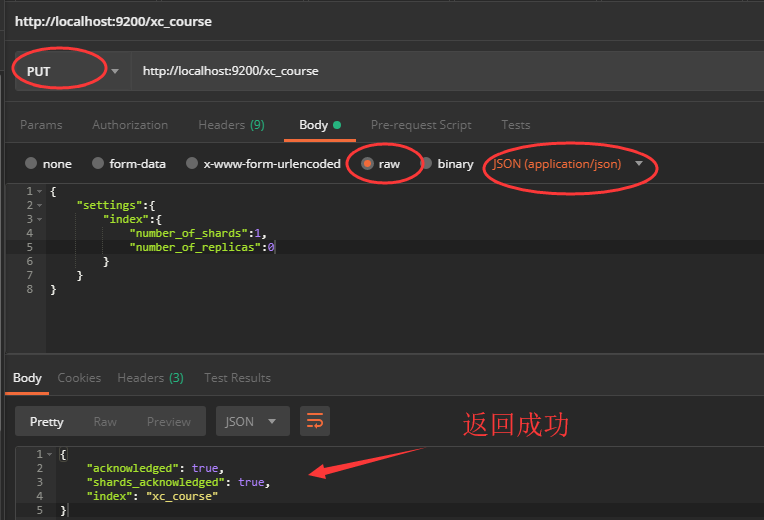 http://localhost:9200/xc_course
PUT http://localhost:9200/xc_course
Params Authorization Headers (9) Body Pre-request Script Tests
none form-data x-www-form-urlencoded raw binary JSON (application/json)
1 {
2 "settings":{
3 "index":{
4 "number_of_shards":1,
5 "number_of_replicas":0
6 }
7 }
8 }
Body Cookies Headers (3) Test Results
Pretty Raw Preview JSON
返回成功
1 {
2 "acknowledged": true,
3 "shards_acknowledged": true,
4 "index": "xc_course"
5 }